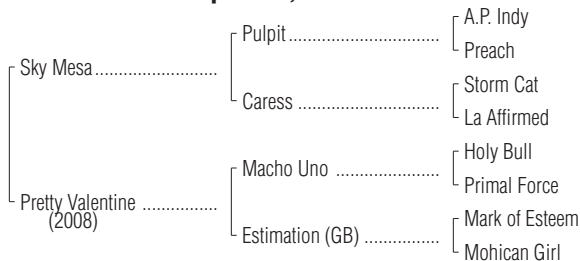 A.P. Indy
Pulpit
Preach
Sky Mesa
Storm Cat
Caress
La Affirmed
Holy Bull
Macho Uno
Primal Force
Pretty Valentine
(2008)
Mark of Esteem
Estimation (GB)
Mohican Girl